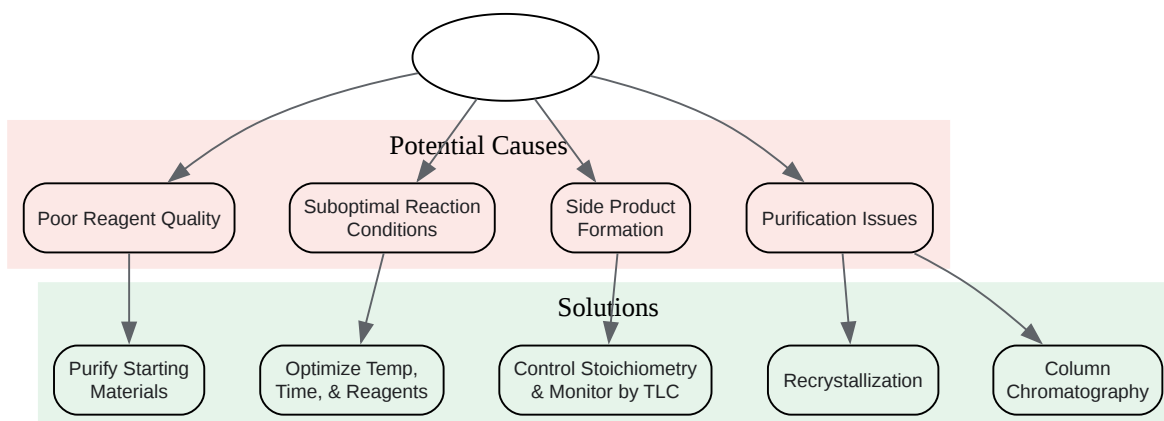 Potential Causes
Poor Reagent Quality
Suboptimal Reaction
Conditions
Side Product
Formation
Purification Issues
Solutions
Purify Starting
Materials
Optimize Temp,
Time, & Reagents
Control Stoichiometry
& Monitor by TLC
Recrystallization
Column
Chromatography